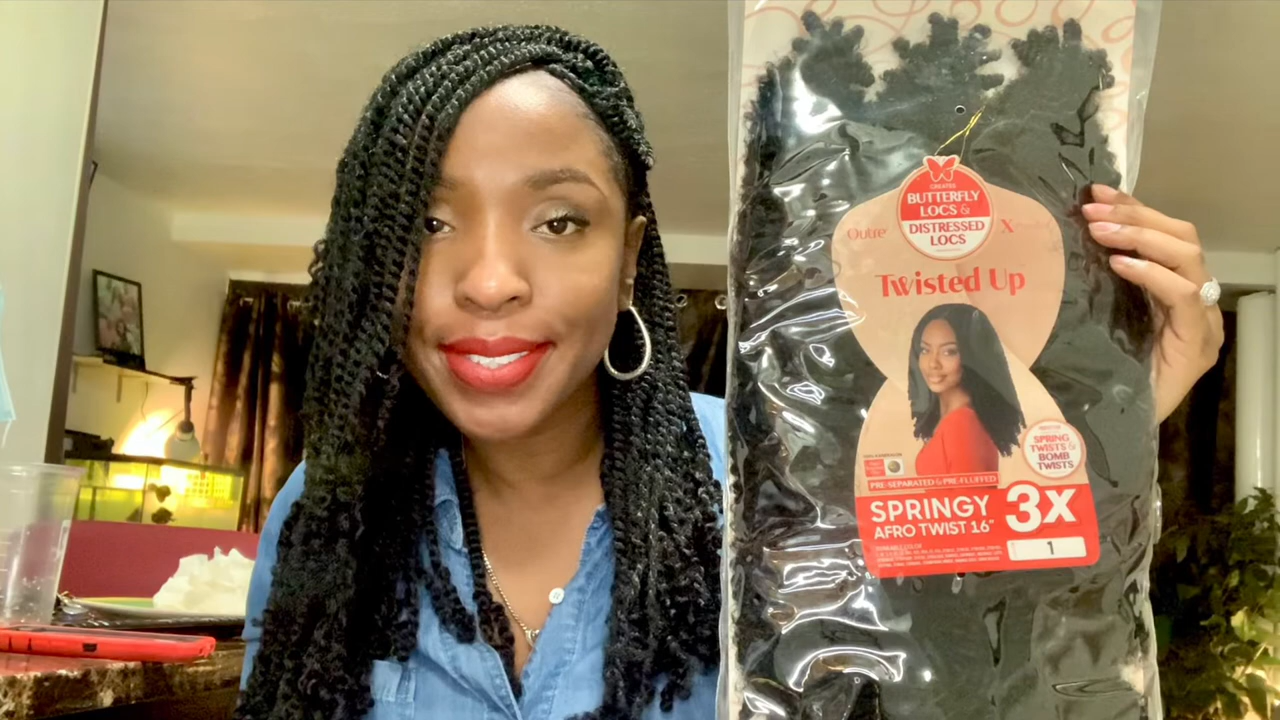 CREATES
BUTTERFLY
LOCS &
DISTRESSED
LOCS
Outre X
Twisted Up
SPRING
TWISTS &
BOMB
TWISTS
PRE-SEPARATED & PRE-FLUFFED
SPRINGY
AFRO TWIST 16"
3X
1